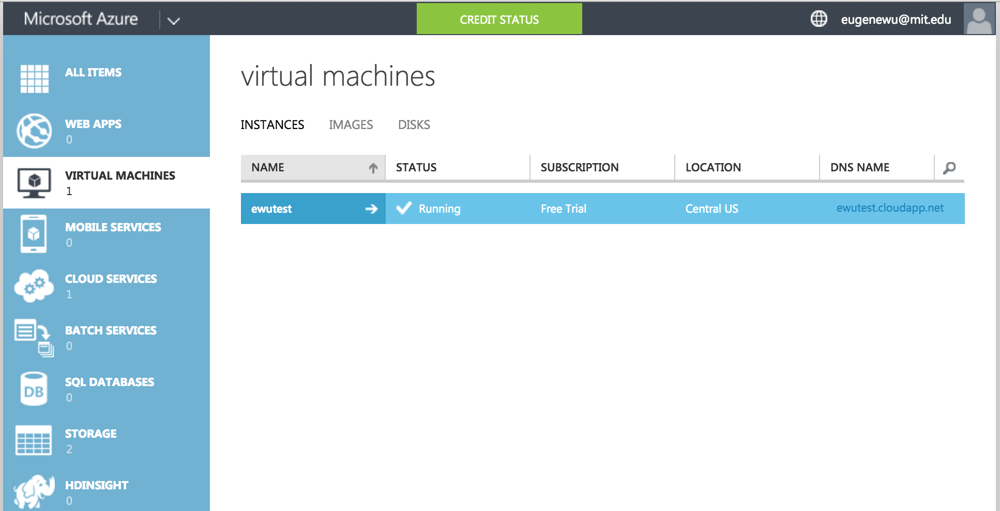 Microsoft Azure
CREDIT STATUS
eugenewu@mit.edu
ALL ITEMS
WEB APPS
0
VIRTUAL MACHINES
1
MOBILE SERVICES
0
CLOUD SERVICES
1
BATCH SERVICES
0
DB
SQL DATABASES
0
STORAGE
2
HDINSIGHT
0
virtual machines
INSTANCES IMAGES DISKS
NAME STATUS SUBSCRIPTION LOCATION DNS NAME
ewutest Running Free Trial Central US ewutest.cloudapp.net